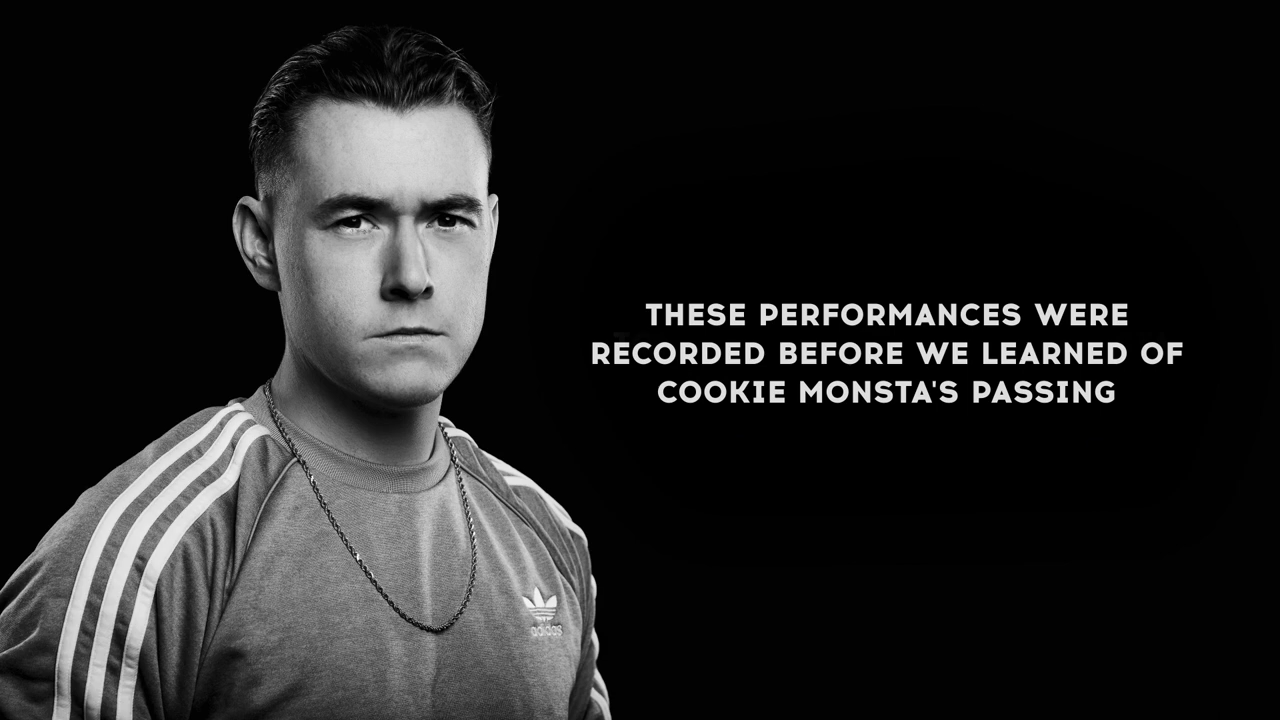 THESE PERFORMANCES WERE
RECORDED BEFORE WE LEARNED OF
COOKIE MONSTA'S PASSING
adidas